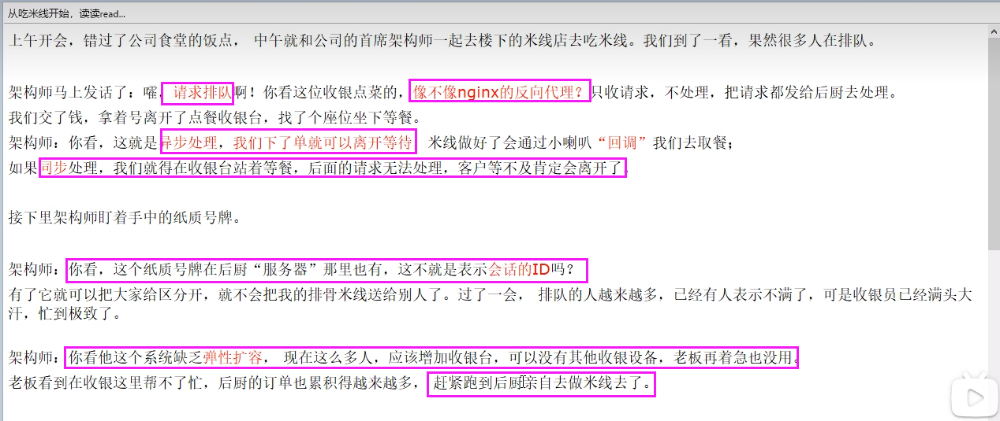 从吃米线开始，读读read...
上午开会，错过了公司食堂的饭点， 中午就和公司的首席架构师一起去楼下的米线店去吃米线。我们到了一看，果然很多人在排队。
架构师马上发话了：嚯，请求排队啊！你看这位收银点菜的，像不像nginx的反向代理？只收请求，不处理，把请求都发给后厨去处理。
我们交了钱，拿着号离开了点餐收银台，找了个座位坐下等餐。
架构师：你看，这就是异步处理，我们下了单就可以离开等待 米线做好了会通过小喇叭“回调”我们去取餐；
如果同步处理，我们就得在收银台站着等餐，后面的请求无法处理，客户等不及肯定会离开了。
接下里架构师盯着手中的纸质号牌。
架构师：你看，这个纸质号牌在后厨“服务器”那里也有，这不就是表示会话的ID吗？
有了它就可以把大家给区分开，就不会把我的排骨米线送给别人了。过了一会， 排队的人越来越多，已经有人表示不满了，可是收银员已经满头大
汗，忙到极致了。
架构师：你看他这个系统缺乏弹性扩容， 现在这么多人，应该增加收银台，可以没有其他收银设备，老板再着急也没用。
老板看到在收银这里帮不了忙，后厨的订单也累积得越来越多， 赶紧跑到后厨亲自去做米线去了。